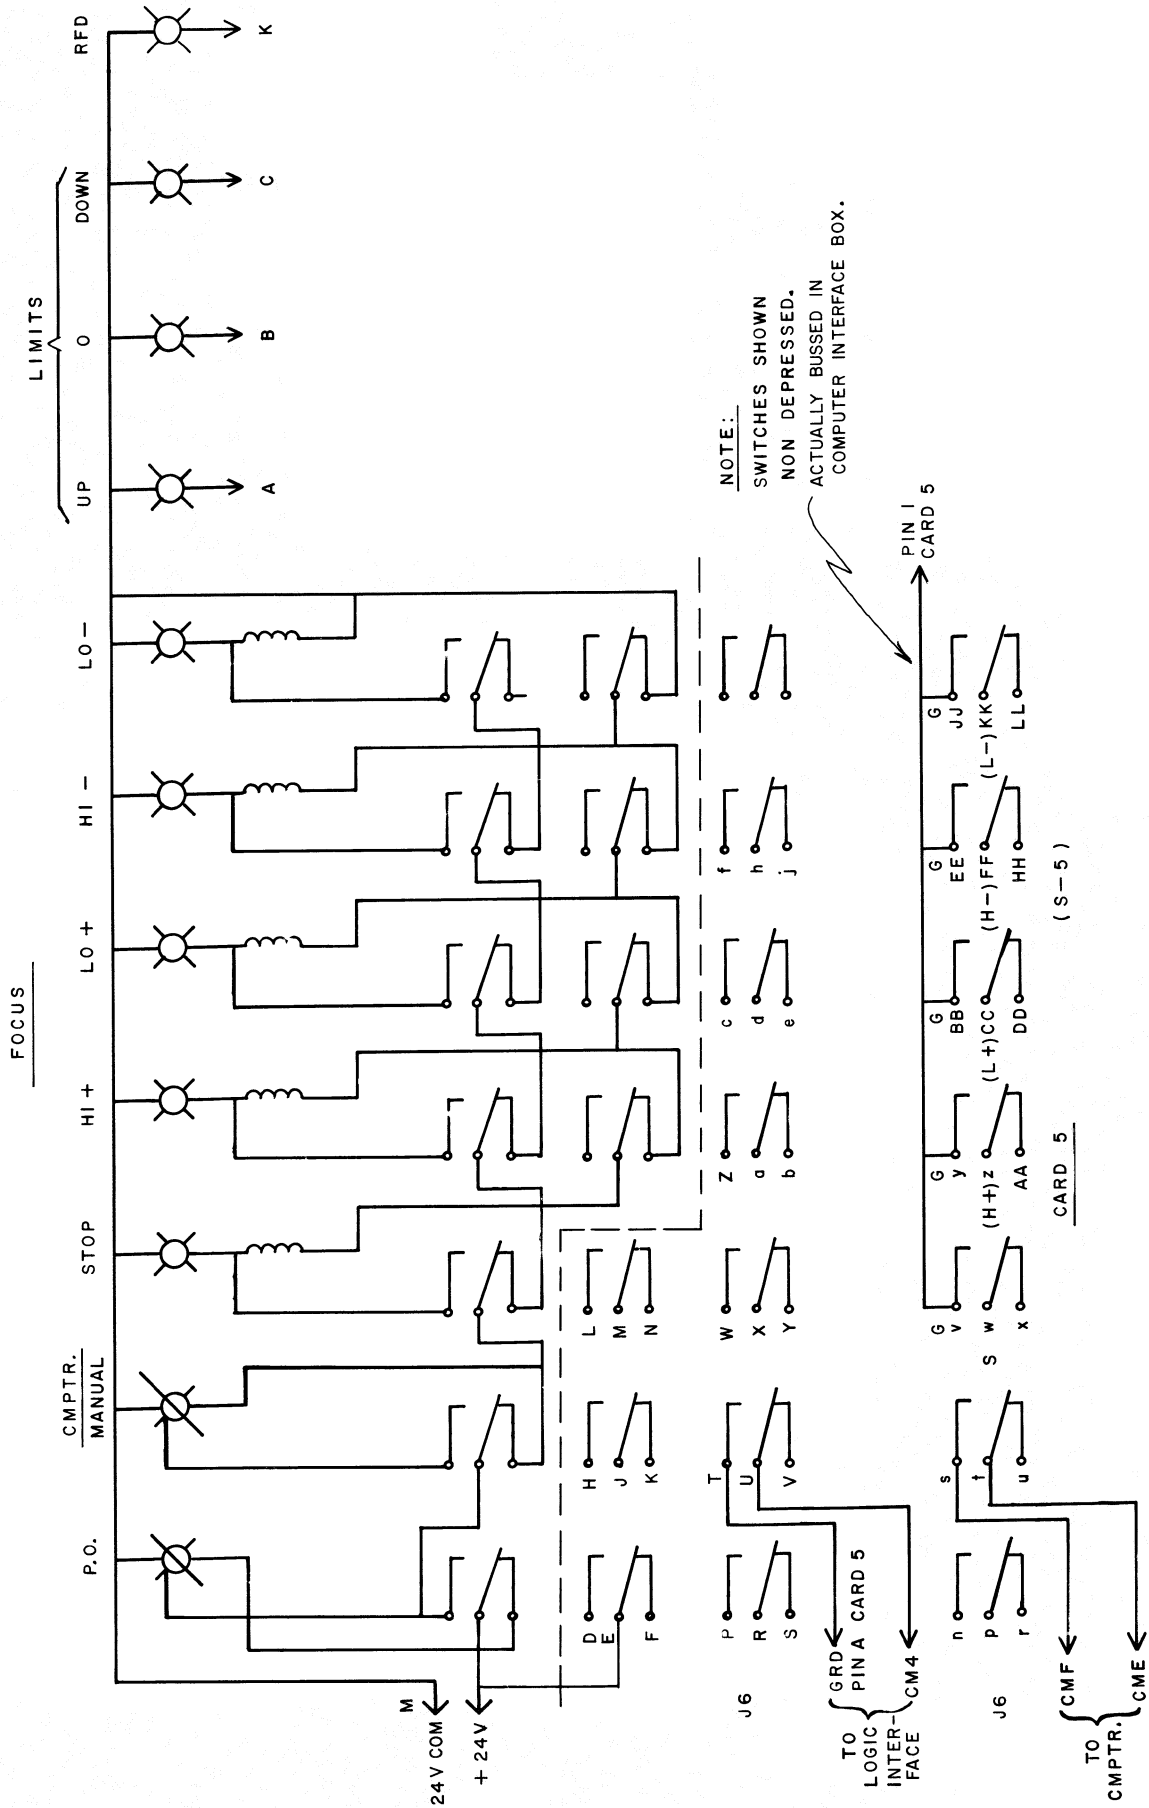 FOCUS
LIMITS
P.O.
CMPTR.
MANUAL
STOP
HI +
LO +
HI -
LO -
UP
O
DOWN
RFD
A
B
C
K
M
24V COM
+ 24V
D
E
F
H
J
K
L
M
N
P
R
S
T
U
V
W
X
Y
Z
a
b
c
d
e
f
h
j
J6
GRD
PIN A CARD 5
CM4
TO
LOGIC
INTER-
FACE
NOTE:
SWITCHES SHOWN
NON DEPRESSED.
ACTUALLY BUSSED IN
COMPUTER INTERFACE BOX.
PIN 1
CARD 5
n
p
r
s
t
u
G
v
S w
x
G
y
(H+) z
AA
G
BB
(L+) CC
DD
G
EE
(H-) FF
HH
G
JJ
(L-) KK
LL
J6
CARD 5
(S-5)
CMF
CME
TO
CMPTR.